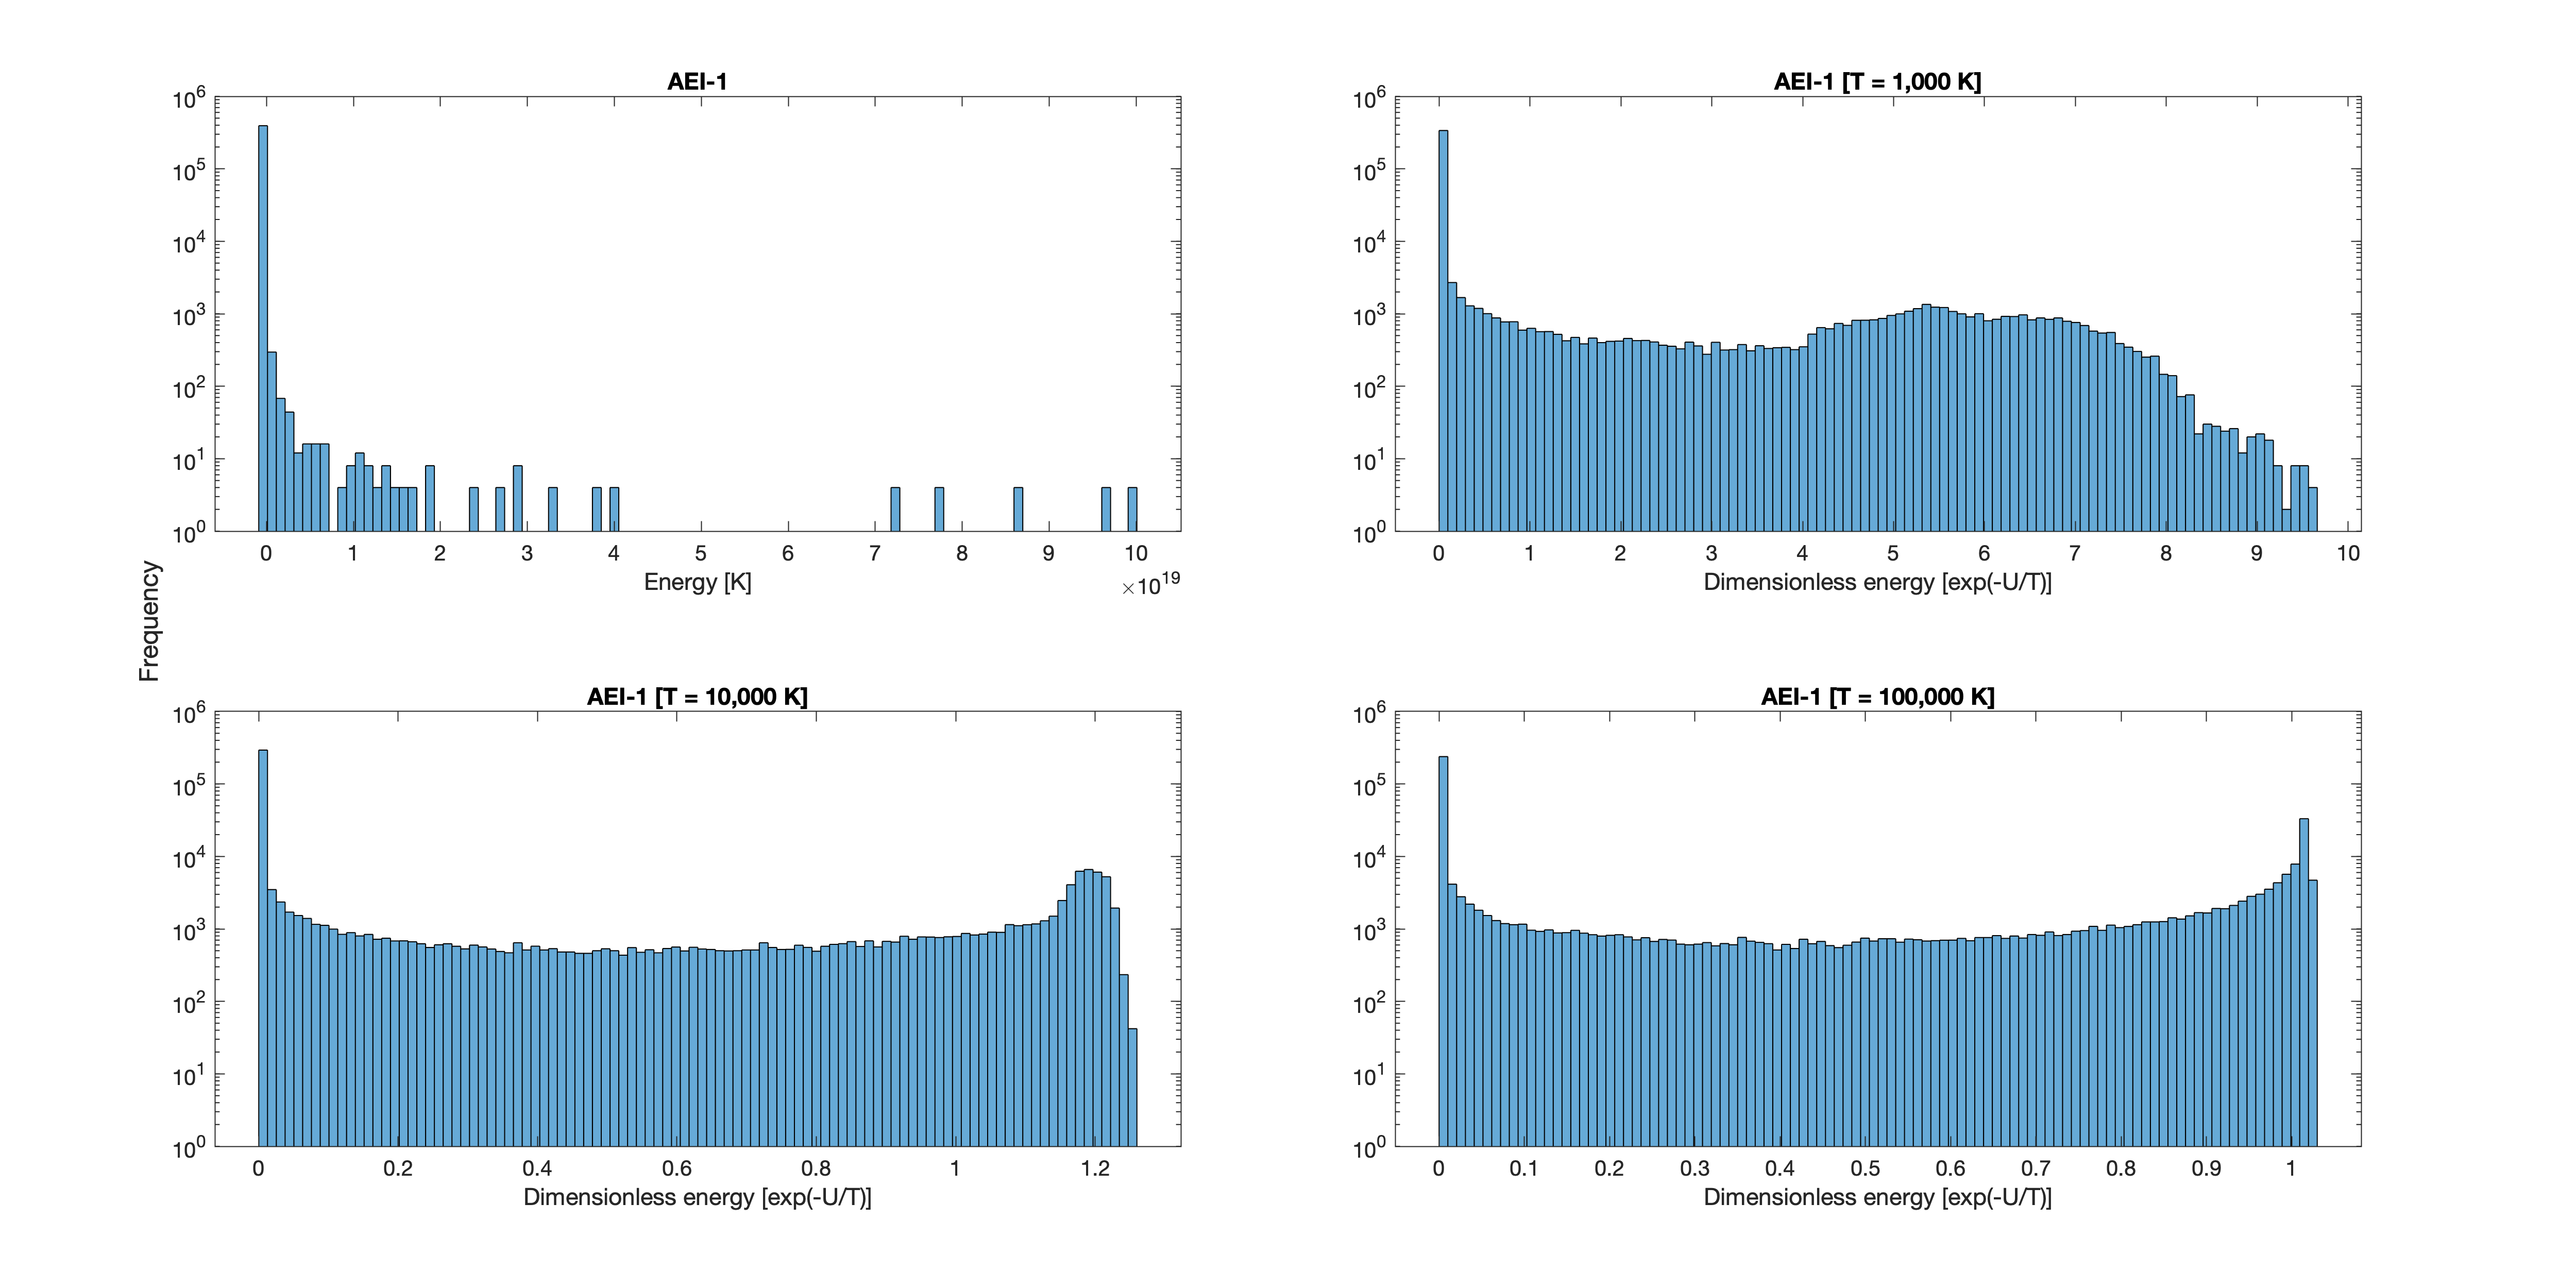 AEI-1
10^6
10^5
10^4
10^3
10^2
10^1
10^0
0 1 2 3 4 5 6 7 8 9 10
Energy [K]
×10^19
AEI-1 [T = 1,000 K]
10^6
10^5
10^4
10^3
10^2
10^1
10^0
0 1 2 3 4 5 6 7 8 9 10
Dimensionless energy [exp(-U/T)]
Frequency
AEI-1 [T = 10,000 K]
10^6
10^5
10^4
10^3
10^2
10^1
10^0
0 0.2 0.4 0.6 0.8 1 1.2
Dimensionless energy [exp(-U/T)]
AEI-1 [T = 100,000 K]
10^6
10^5
10^4
10^3
10^2
10^1
10^0
0 0.1 0.2 0.3 0.4 0.5 0.6 0.7 0.8 0.9 1
Dimensionless energy [exp(-U/T)]